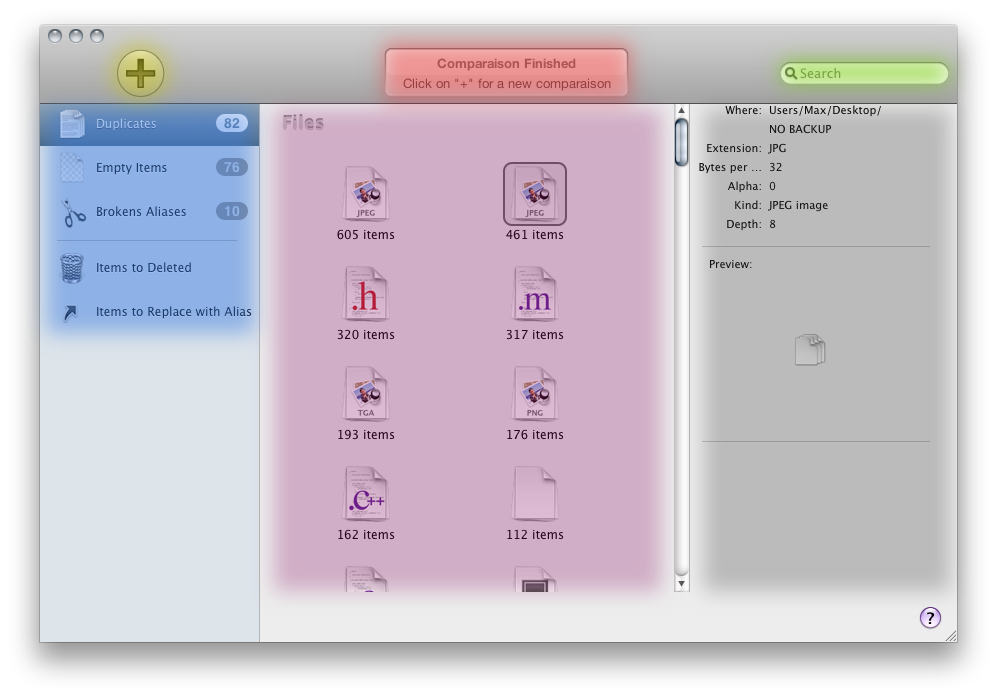 Comparaison Finished
Click on "+" for a new comparaison
Search
Duplicates 82
Empty Items 76
Brokens Aliases 10
Items to Deleted
Items to Replace with Alias
Files
JPEG
605 items
JPEG
461 items
.h
320 items
.m
317 items
TGA
193 items
PNG
176 items
.C++
162 items
112 items
Where: Users/Max/Desktop/
NO BACKUP
Extension: JPG
Bytes per ... 32
Alpha: 0
Kind: JPEG image
Depth: 8
Preview:
?